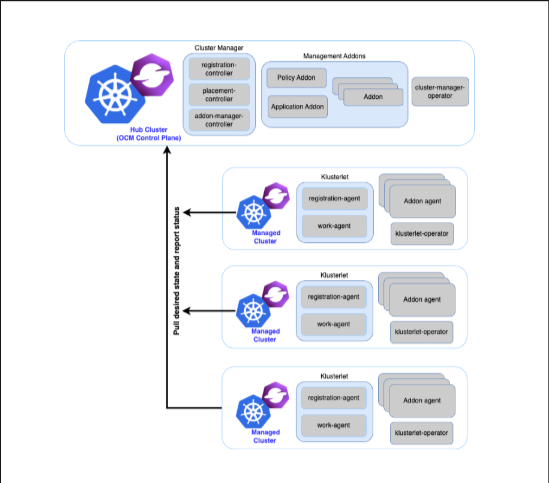 Cluster Manager
registration-
controller
placement-
controller
addon-manager-
controller
Management Addons
Policy Addon
Application Addon
Addon
cluster-manager-
operator
Hub Cluster
(OCM Control Plane)
Pull desired state and report status
Klusterlet
registration-agent
work-agent
Addon agent
klusterlet-operator
Managed
Cluster
Klusterlet
registration-agent
work-agent
Addon agent
klusterlet-operator
Managed
Cluster
Klusterlet
registration-agent
work-agent
Addon agent
klusterlet-operator
Managed
Cluster